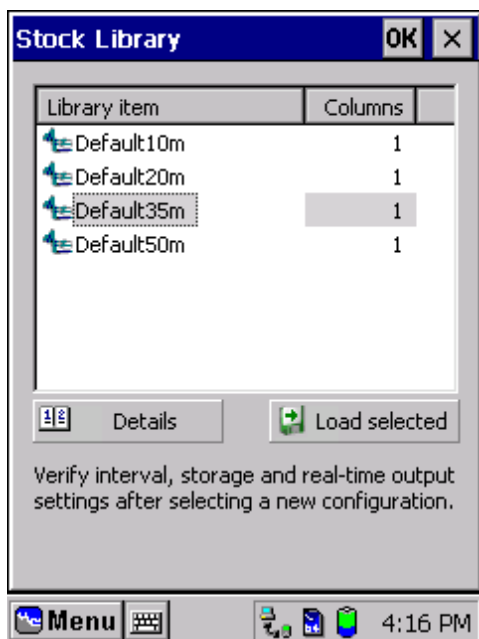 Stock Library OK ×
Library item Columns
Default10m 1
Default20m 1
Default35m 1
Default50m 1
Details Load selected
Verify interval, storage and real-time output
settings after selecting a new configuration.
Menu 4:16 PM